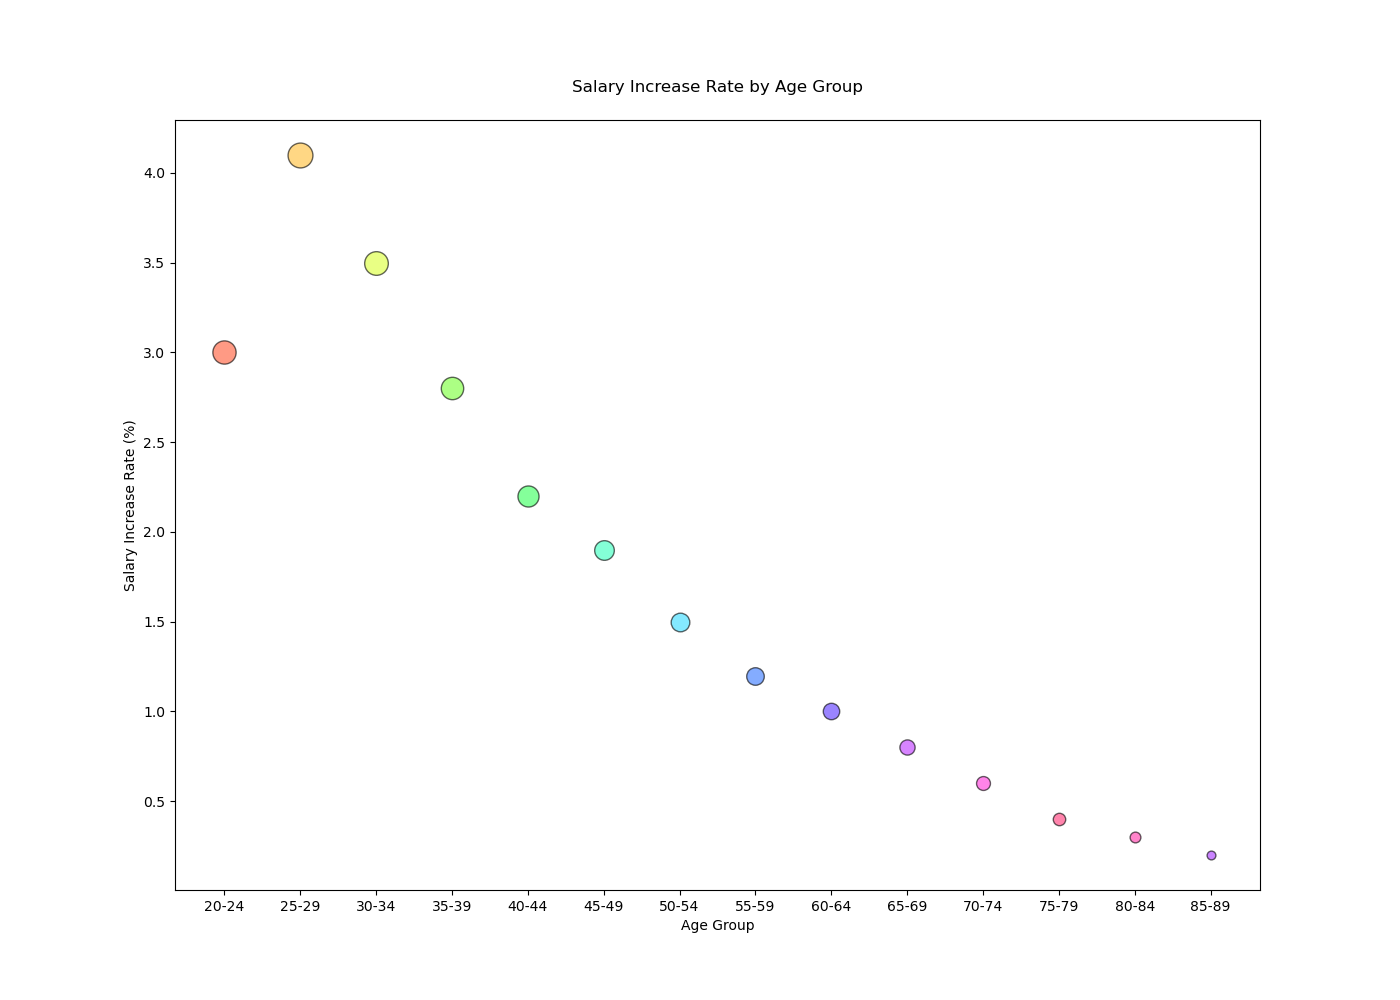 Salary Increase Rate by Age Group
4.0
3.5
3.0
2.5
2.0
1.5
1.0
0.5
Salary Increase Rate (%)
20-24 25-29 30-34 35-39 40-44 45-49 50-54 55-59 60-64 65-69 70-74 75-79 80-84 85-89
Age Group